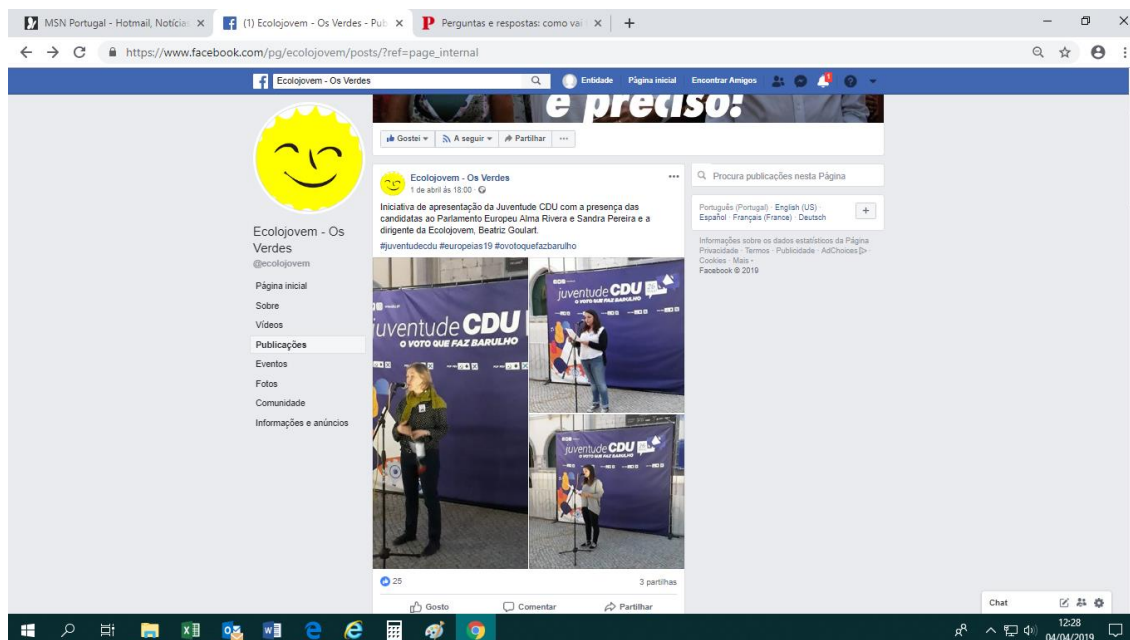 MSN Portugal - Hotmail, Notícia
(1) Ecolojovem - Os Verdes - Pub
Perguntas e respostas: como vai
https://www.facebook.com/pg/ecolojovem/posts/?ref=page_internal
Ecolojovem - Os Verdes
Entidade Página inicial Encontrar Amigos
é preciso!
Gostei A seguir Partilhar
Ecolojovem - Os Verdes
@ecolojovem
Página inicial
Sobre
Vídeos
Publicações
Eventos
Fotos
Comunidade
Informações e anúncios
Ecolojovem - Os Verdes
1 de abril às 18:00
Iniciativa de apresentação da Juventude CDU com a presença das
candidatas ao Parlamento Europeu Alma Rivera e Sandra Pereira e a
dirigente da Ecolojovem, Beatriz Goulart.
#juventudecdu #europeias19 #ovotoquefazbarulho
juventude CDU
O VOTO QUE FAZ BARULHO
juventude CDU
O VOTO QUE FAZ BARULHO
juventude CDU
O VOTO QUE FAZ BARULHO
25
3 partilhas
Gosto Comentar Partilhar
Procura publicações nesta Página
Português (Portugal) · English (US) ·
Español · Français (France) · Deutsch
Informações sobre os dados estatísticos da Página
Privacidade · Termos · Publicidade · AdChoices ·
Cookies · Mais
Facebook © 2019
Chat
12:28
04/04/2019